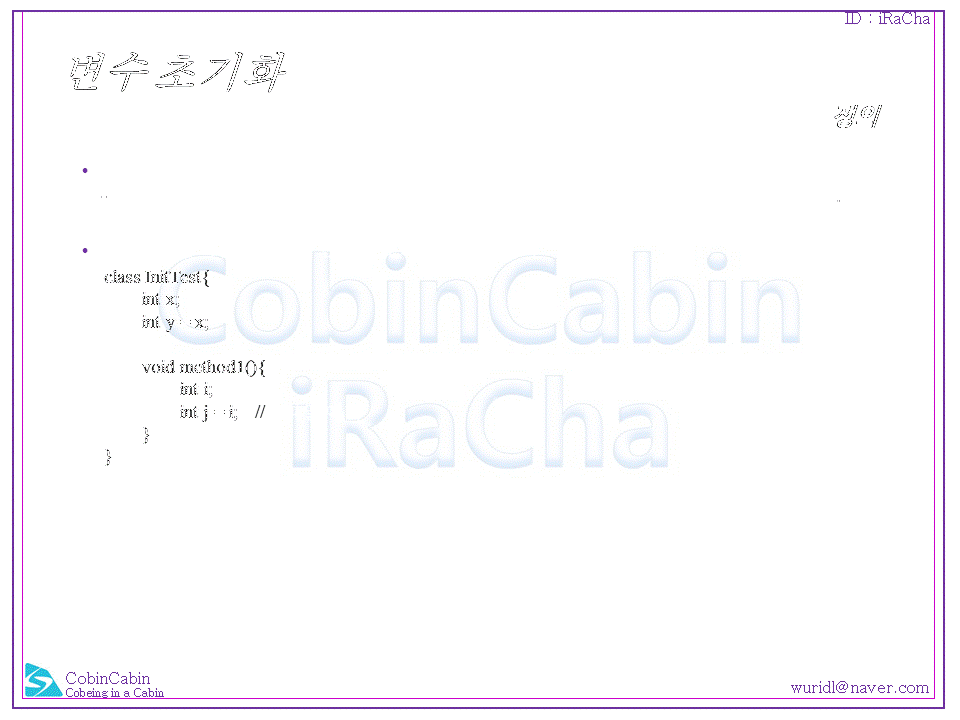 ID : iRaCha
변수 초기화
정의
•
•
class InitTest{
int x;
int y = x;
void method1(){
int i;
int j = i; //
}
}
CobinCabin
iRaCha
CobinCabin
Cobeing in a Cabin
wuridl@naver.com